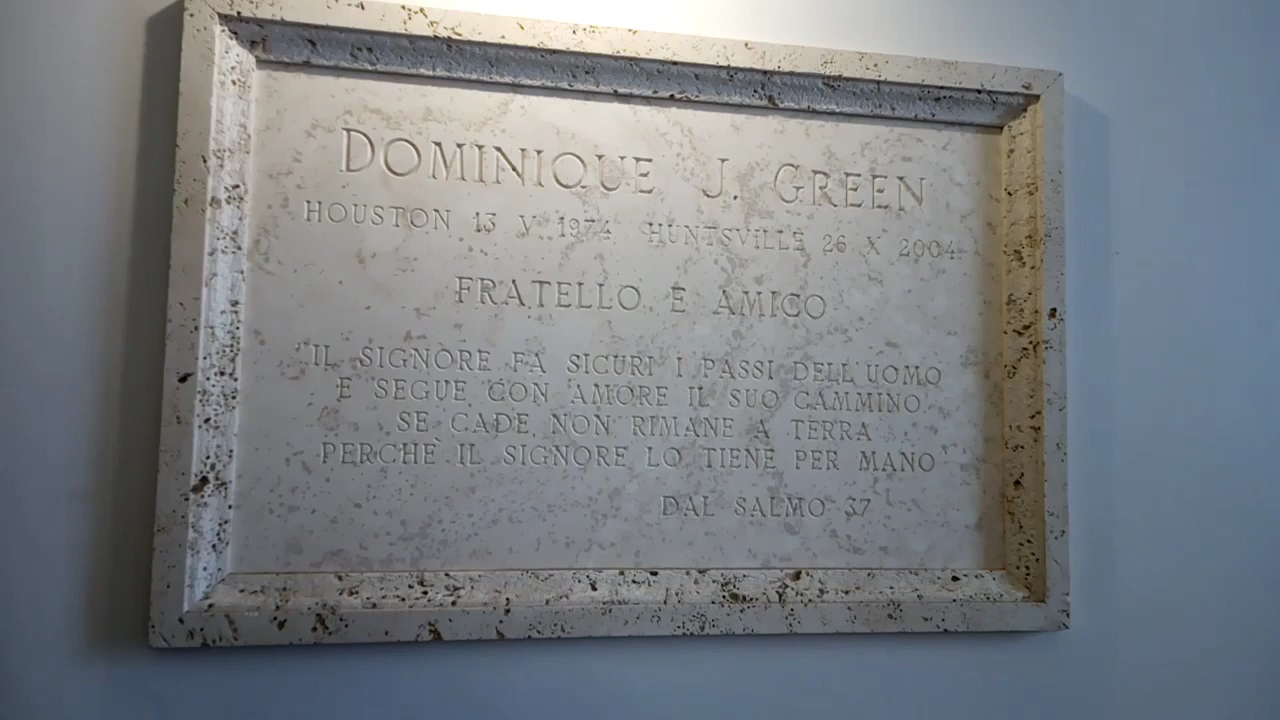 DOMINIQUE J. GREEN
HOUSTON 13 V 1974 HUNTSVILLE 26 X 2004
FRATELLO E AMICO
"IL SIGNORE FA SICURI I PASSI DELL'UOMO
E SEGUE CON AMORE IL SUO CAMMINO.
SE CADE, NON RIMANE A TERRA
PERCHÈ IL SIGNORE LO TIENE PER MANO"
DAL SALMO 37